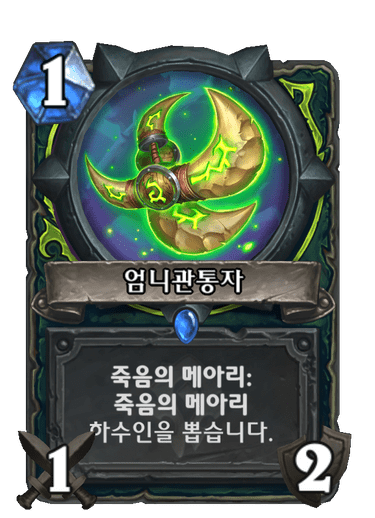 1
엄니관통자
죽음의 메아리:
죽음의 메아리
하수인을 뽑습니다.
1
2